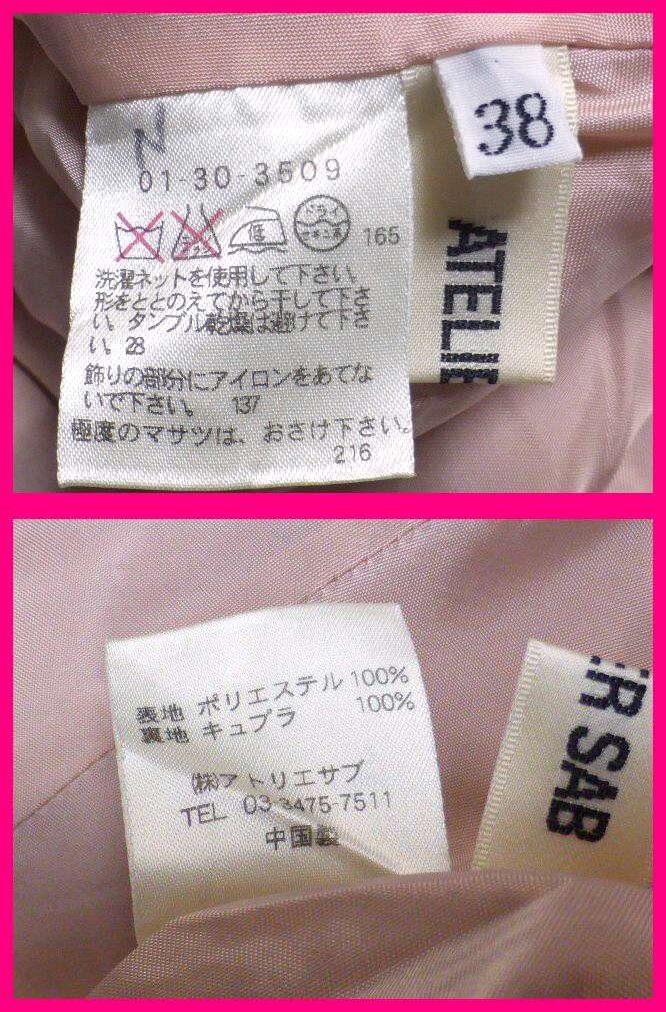 38
N
01-30-3509
低
ドライ
165
洗濯ネットを使用して下さい。
形をととのえてから干して下さ
い。タンブル乾燥は避けて下さ
い。28
飾りの部分にアイロンをあてな
いで下さい。 137
極度のマサツは、おさけ下さい。
216
ATELIE
表地 ポリエステル 100%
裏地 キュプラ 100%
(株)アトリエサブ
TEL 03-3475-7511
中国製
ER SAB